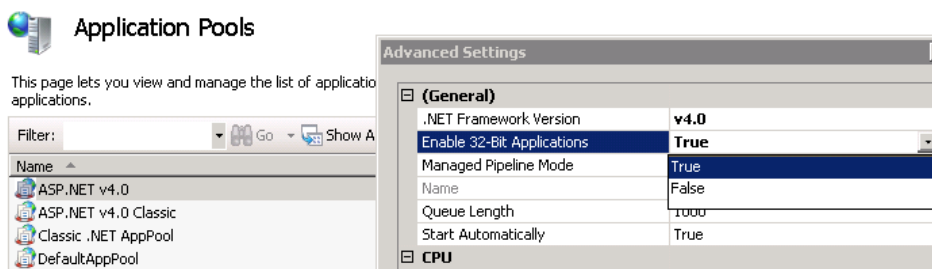 Application Pools
This page lets you view and manage the list of applicatio
applications.
Filter:
Go
Show A
Name
ASP.NET v4.0
ASP.NET v4.0 Classic
Classic .NET AppPool
DefaultAppPool
Advanced Settings
(General)
.NET Framework Version v4.0
Enable 32-Bit Applications True
Managed Pipeline Mode True
Name False
Queue Length 1000
Start Automatically True
CPU